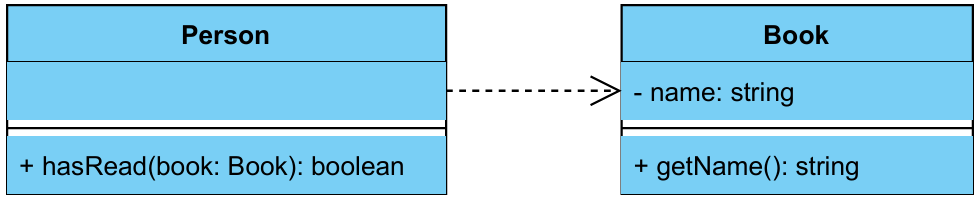 Person
+ hasRead(book: Book): boolean
Book
- name: string
+ getName(): string